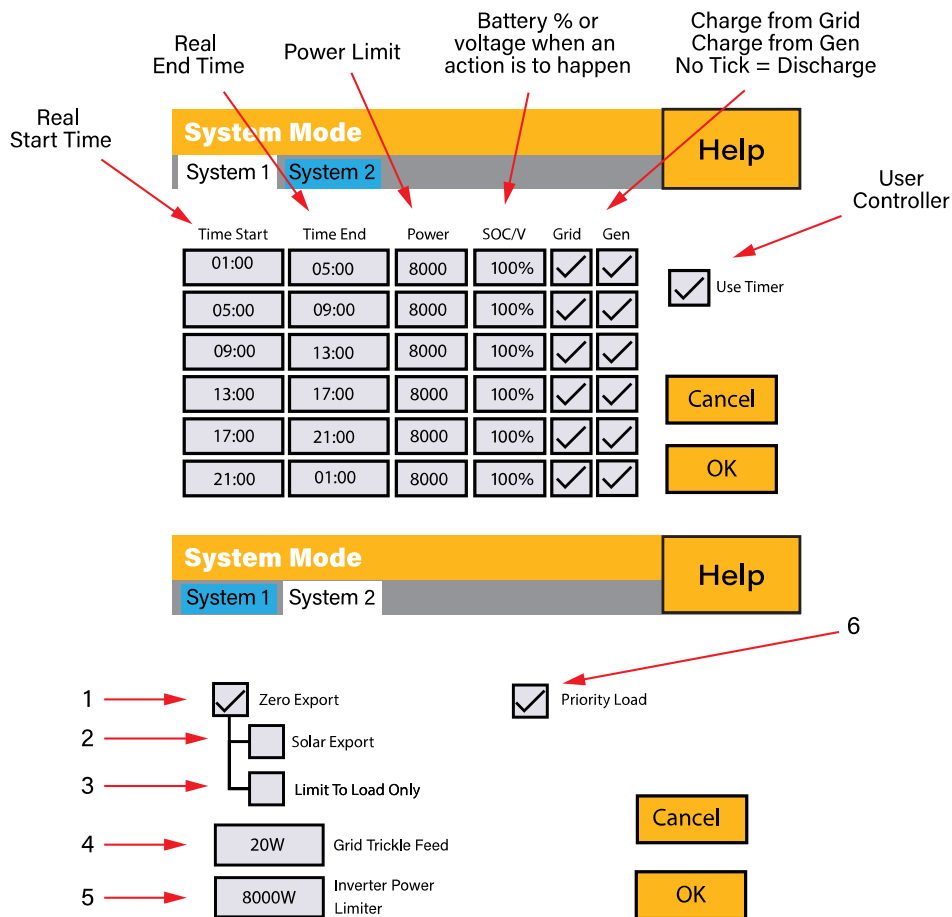 Real
Start Time
Real
End Time
Power Limit
Battery % or
voltage when an
action is to happen
Charge from Grid
Charge from Gen
No Tick = Discharge
User
Controller
System Mode
Help
System 1 System 2
Time Start Time End Power SOC/V Grid Gen
01:00 05:00 8000 100%
05:00 09:00 8000 100%
09:00 13:00 8000 100%
13:00 17:00 8000 100%
17:00 21:00 8000 100%
21:00 01:00 8000 100%
Use Timer
Cancel
OK
System Mode
Help
System 1 System 2
6
1 Zero Export
Priority Load
2 Solar Export
3 Limit To Load Only
4 20W Grid Trickle Feed
5 8000W Inverter Power
Limiter
Cancel
OK